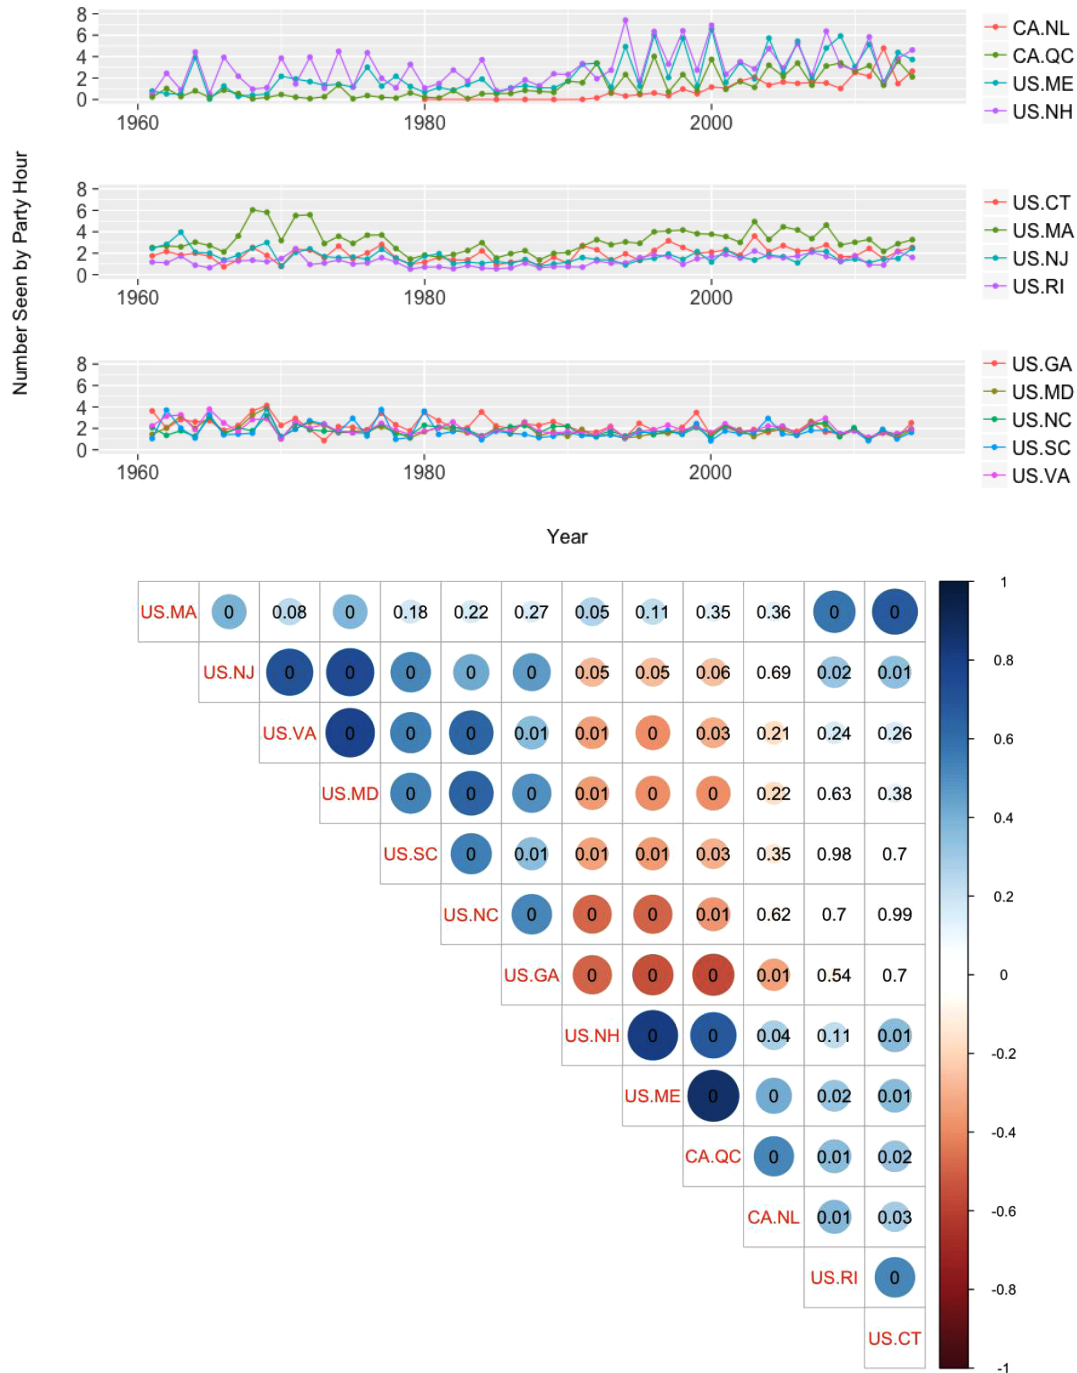 Number Seen by Party Hour
8
6
4
2
0
1960 1980 2000
CA.NL
CA.QC
US.ME
US.NH
8
6
4
2
0
1960 1980 2000
US.CT
US.MA
US.NJ
US.RI
8
6
4
2
0
1960 1980 2000
US.GA
US.MD
US.NC
US.SC
US.VA
Year
US.MA 0 0.08 0 0.18 0.22 0.27 0.05 0.11 0.35 0.36 0 0
US.NJ 0 0 0 0 0 0.05 0.05 0.06 0.69 0.02 0.01
US.VA 0 0 0 0.01 0.01 0 0.03 0.21 0.24 0.26
US.MD 0 0 0 0.01 0 0 0.22 0.63 0.38
US.SC 0 0.01 0.01 0.01 0.03 0.35 0.98 0.7
US.NC 0 0 0 0.01 0.62 0.7 0.99
US.GA 0 0 0 0.01 0.54 0.7
US.NH 0 0 0.04 0.11 0.01
US.ME 0 0 0.02 0.01
CA.QC 0 0.01 0.02
CA.NL 0.01 0.03
US.RI 0
US.CT
1
0.8
0.6
0.4
0.2
0
-0.2
-0.4
-0.6
-0.8
-1